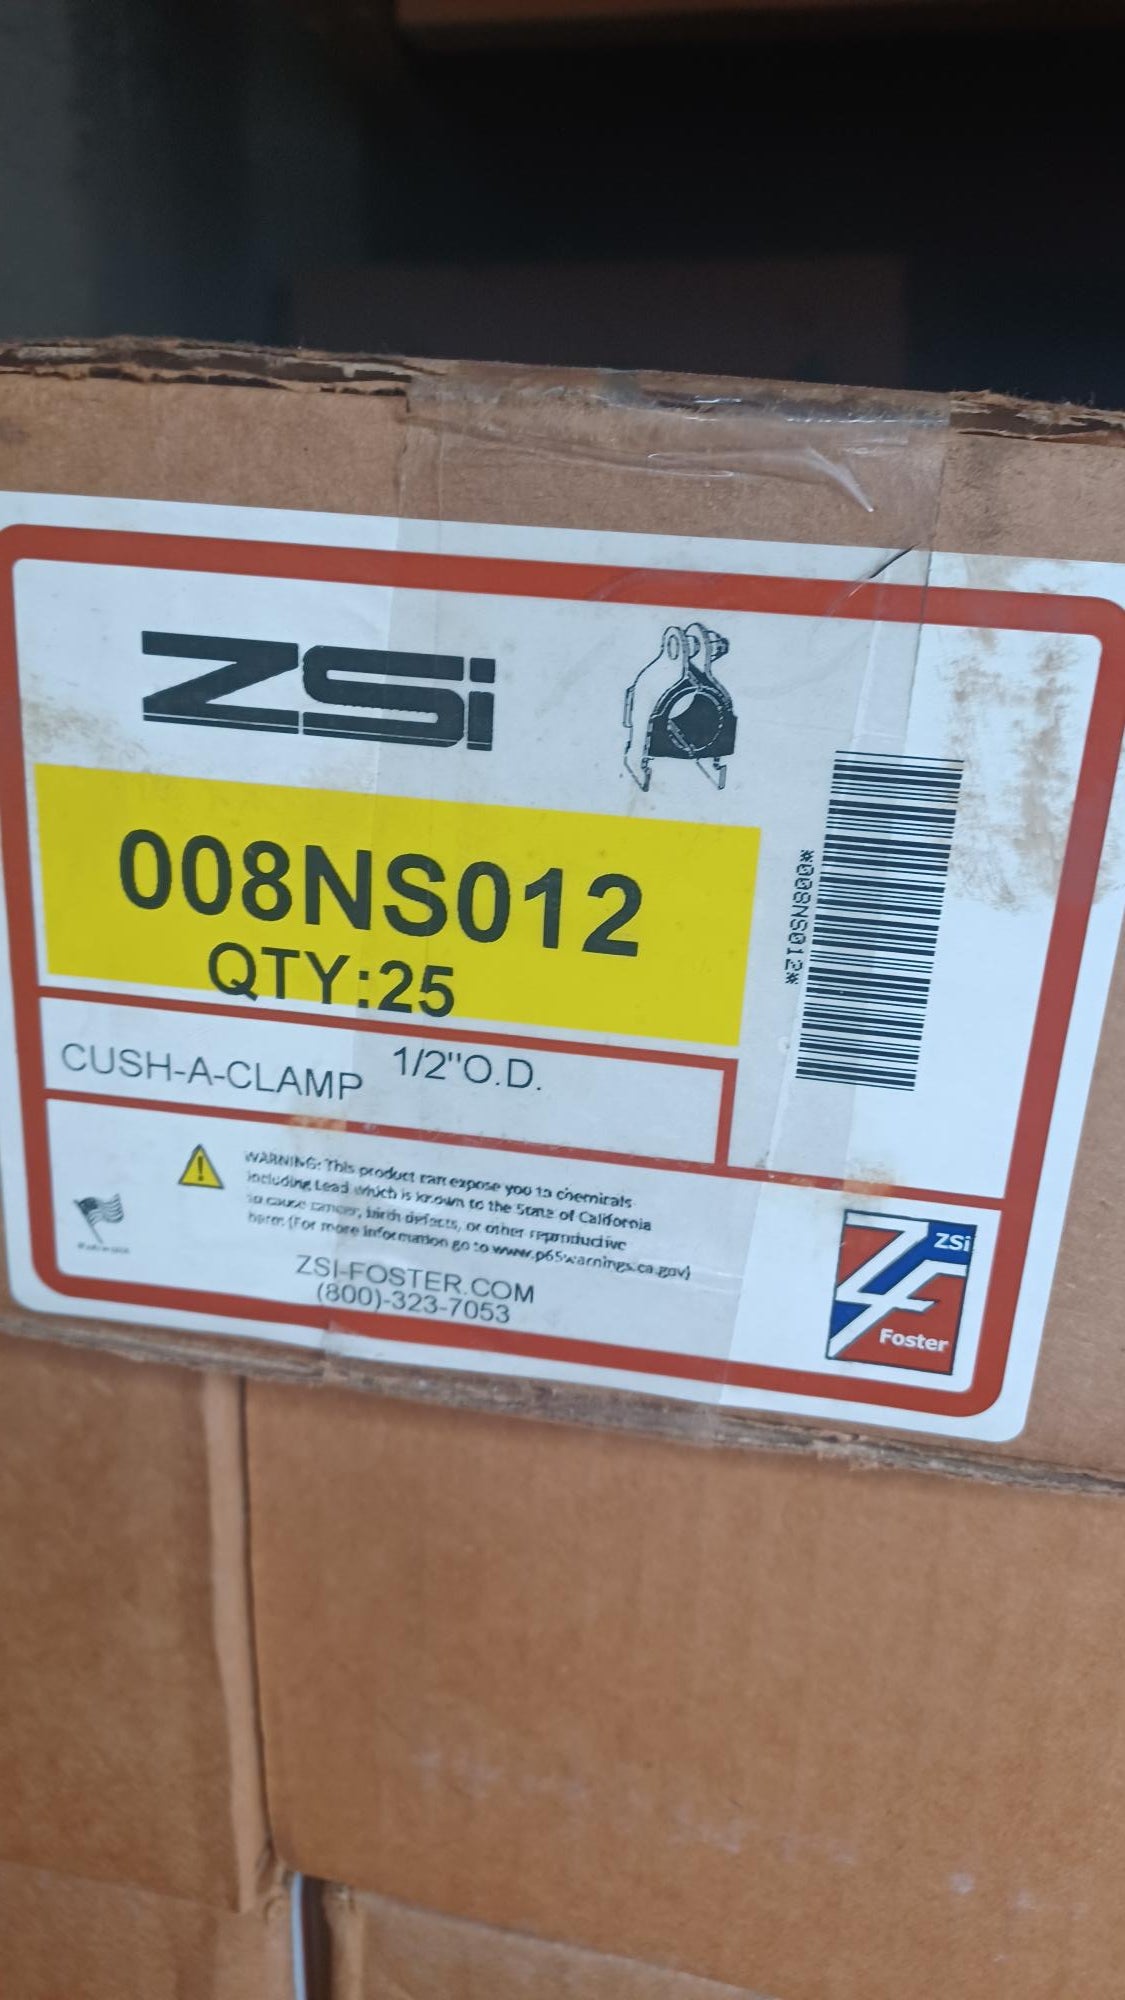 ZSi
008NS012
QTY:25
*008NS012*
CUSH-A-CLAMP 1/2"O.D.
WARNING: This product can expose you to chemicals
including Lead which is known to the State of California
to cause cancer, birth defects, or other reproductive
harm (For more information go to www.p65warnings.ca.gov)
ZSI-FOSTER.COM
(800)-323-7053
ZSi
ZF
Foster